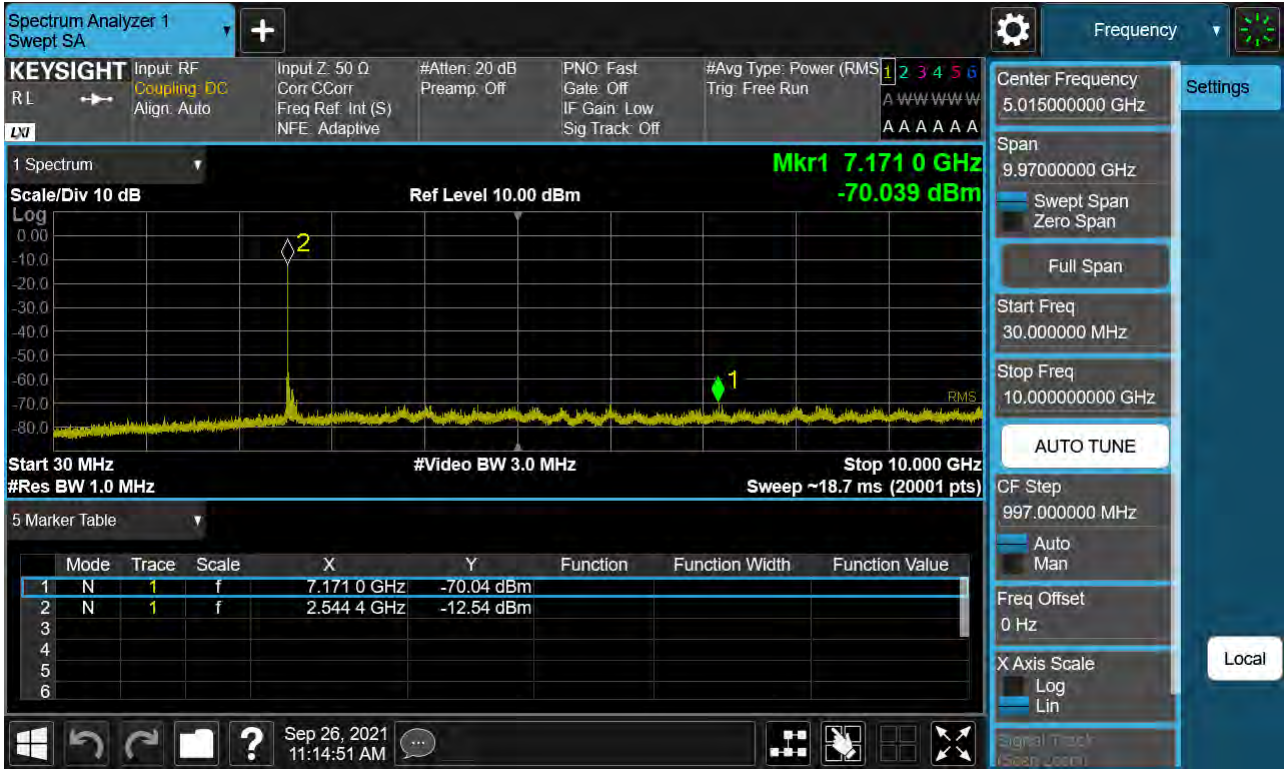 Spectrum Analyzer 1
Swept SA
+
Frequency
KEYSIGHT
RL
LXI
Input: RF
Coupling: DC
Align: Auto
Input Z: 50 Ω
Corr CCorr
Freq Ref: Int (S)
NFE: Adaptive
#Atten: 20 dB
Preamp: Off
PNO: Fast
Gate: Off
IF Gain: Low
Sig Track: Off
#Avg Type: Power (RMS
Trig: Free Run
1 2 3 4 5 6
A W W W W W
A A A A A A
1 Spectrum
Scale/Div 10 dB
Ref Level 10.00 dBm
Mkr1 7.171 0 GHz
-70.039 dBm
Log
0.00
-10.0
-20.0
-30.0
-40.0
-50.0
-60.0
-70.0
-80.0
2
1
RMS
Start 30 MHz
#Video BW 3.0 MHz
Stop 10.000 GHz
#Res BW 1.0 MHz
Sweep ~18.7 ms (20001 pts)
5 Marker Table
Mode Trace Scale X Y Function Function Width Function Value
1 N 1 f 7.171 0 GHz -70.04 dBm
2 N 1 f 2.544 4 GHz -12.54 dBm
3
4
5
6
Center Frequency
5.015000000 GHz
Settings
Span
9.97000000 GHz
Swept Span
Zero Span
Full Span
Start Freq
30.000000 MHz
Stop Freq
10.000000000 GHz
AUTO TUNE
CF Step
997.000000 MHz
Auto
Man
Freq Offset
0 Hz
X Axis Scale
Log
Lin
Local
Signal Track
(Span Zoom)
?
Sep 26, 2021
11:14:51 AM